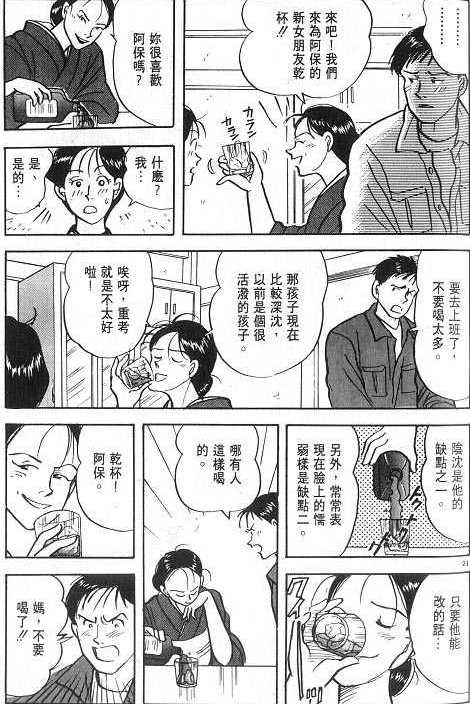 ………
來吧！我們
來為阿保的
新女朋友乾
杯!!
カラン
カラン
妳很喜歡
阿保嗎？
什麼？
我…
是、
是的…
要去上班了，
不要喝太多。
那孩子現在
比較深沈，
以前是個很
活潑的孩子。
唉呀，重考
就是不太好
啦！
陰沈是他的
缺點之一。
另外，常常表
現在臉上的懦
弱樣是缺點二。
哪有人
這樣喝
的。
乾杯！
阿保。
21
只要他能
改的話…
媽，不要
喝了!!